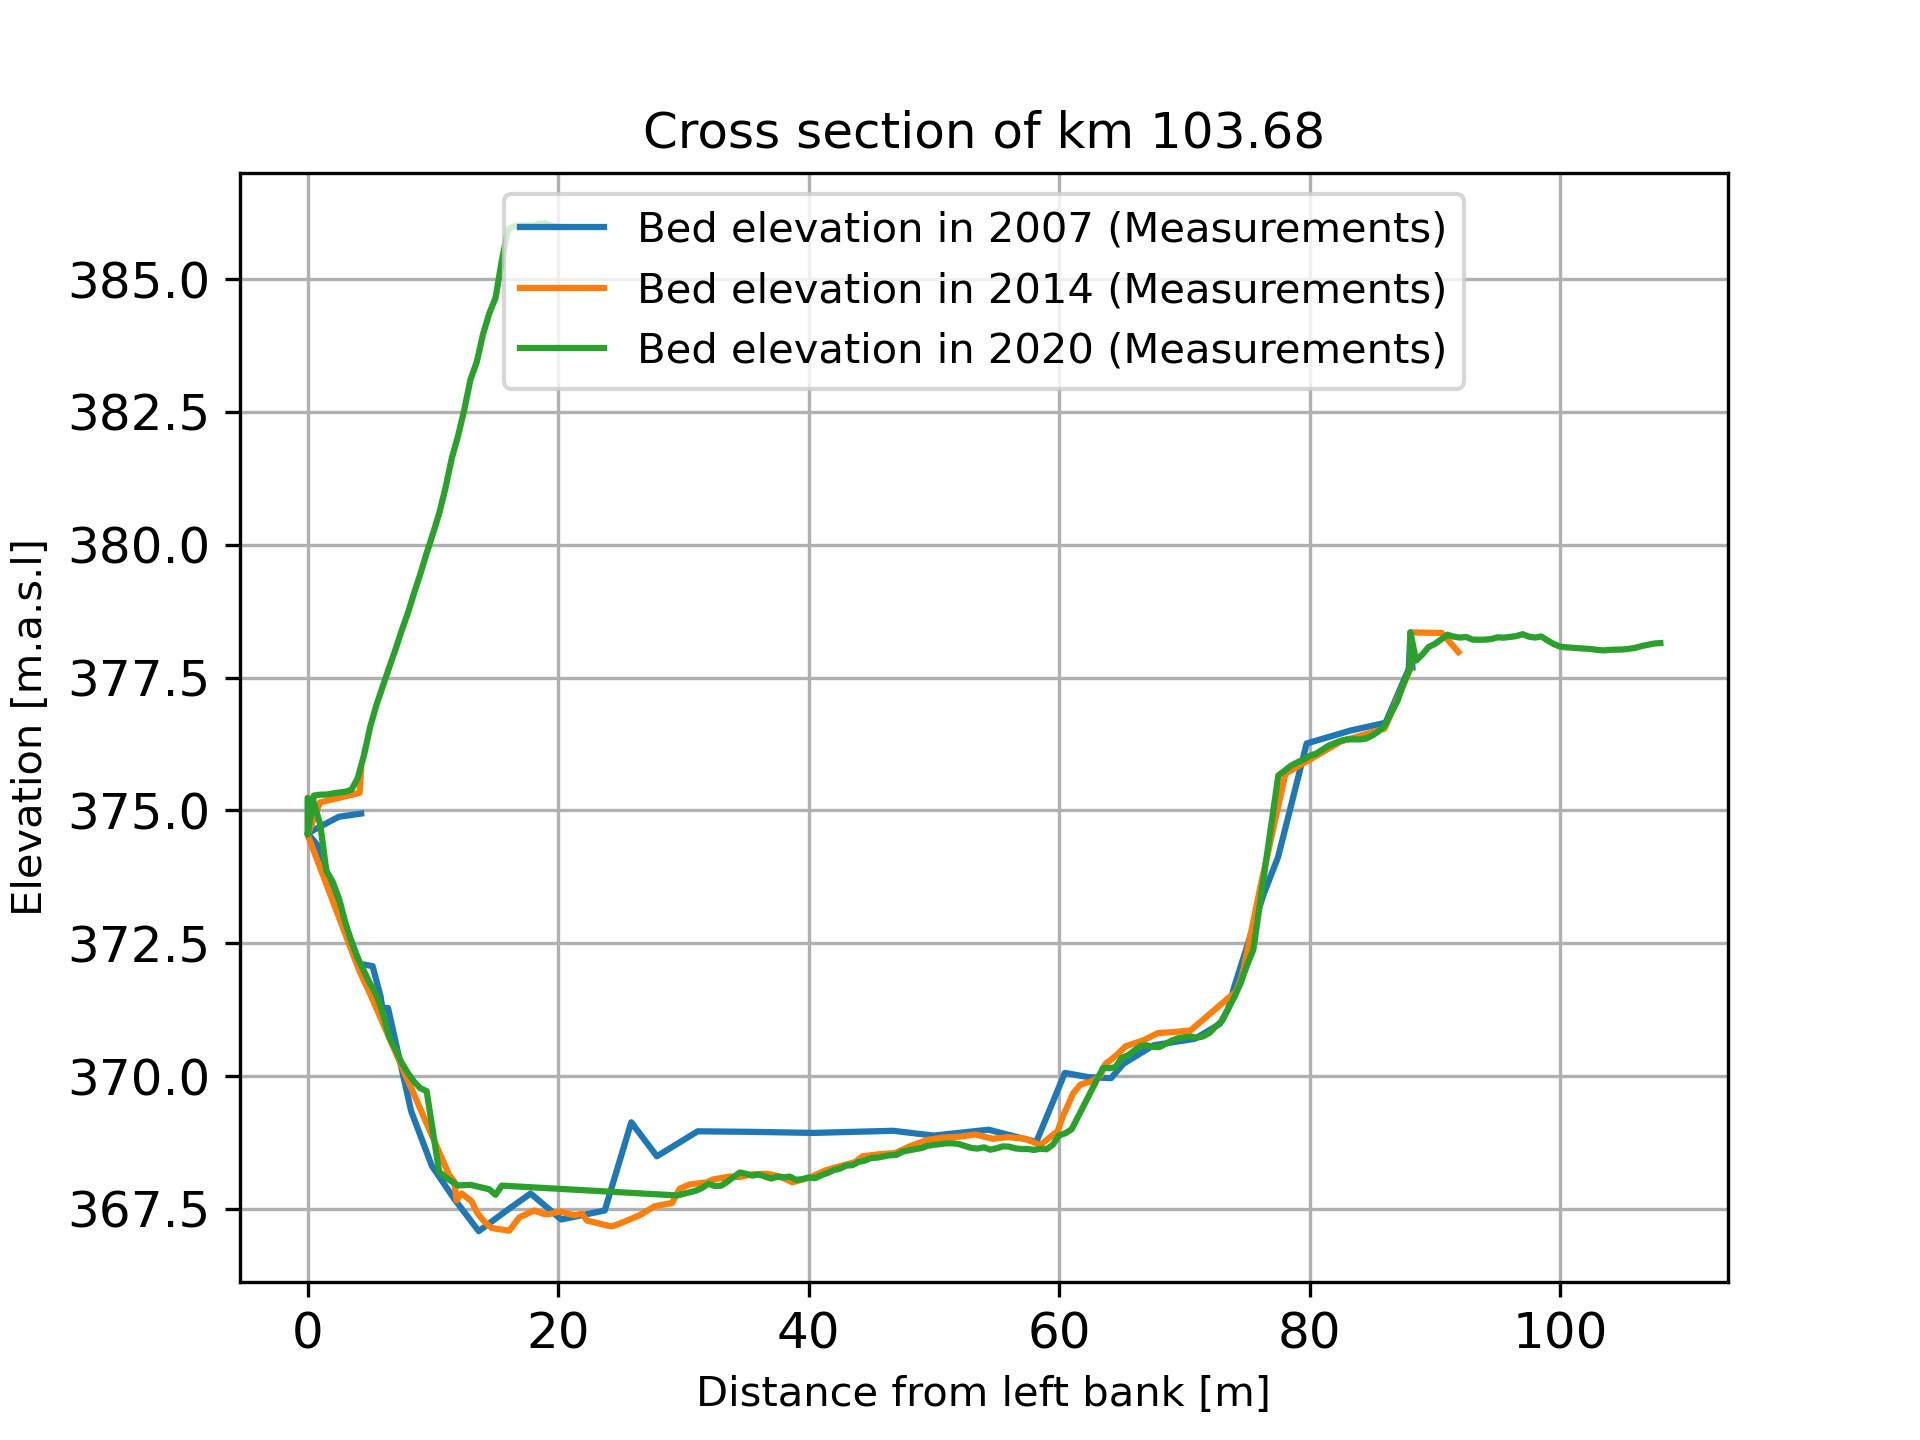 Cross section of km 103.68
Bed elevation in 2007 (Measurements)
Bed elevation in 2014 (Measurements)
Bed elevation in 2020 (Measurements)
Elevation [m.a.s.l]
385.0
382.5
380.0
377.5
375.0
372.5
370.0
367.5
0 20 40 60 80 100
Distance from left bank [m]